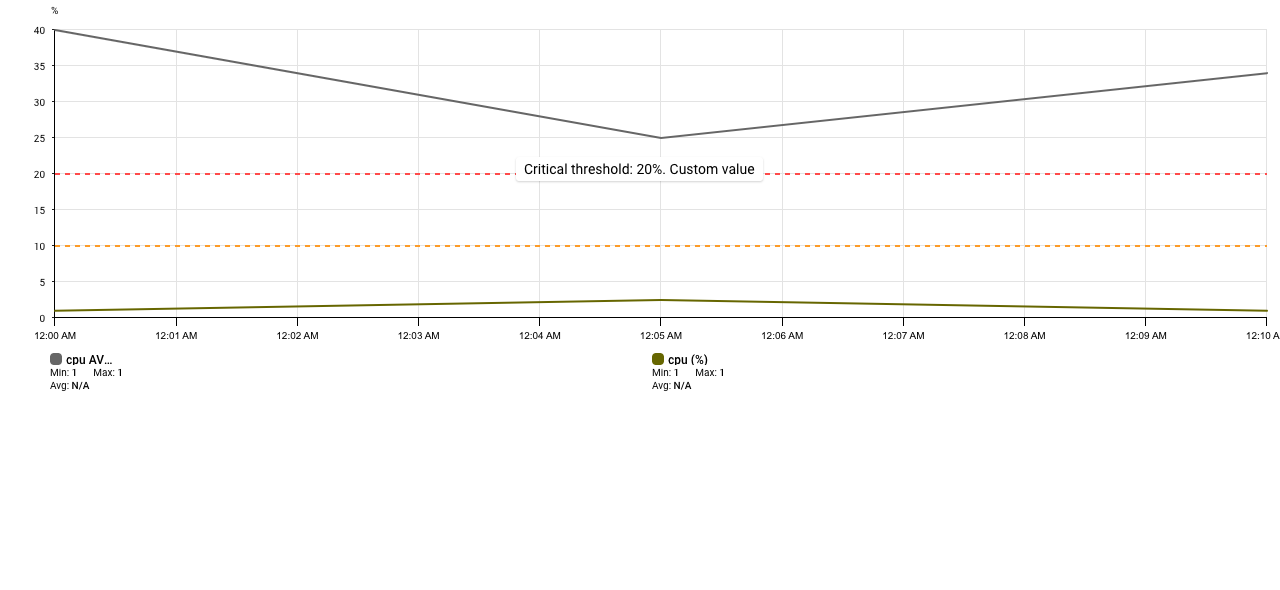 %
40
35
30
25
Critical threshold: 20%. Custom value
20
15
10
5
0
12:00 AM 12:01 AM 12:02 AM 12:03 AM 12:04 AM 12:05 AM 12:06 AM 12:07 AM 12:08 AM 12:09 AM 12:10 A
cpu AV... cpu (%)
Min: 1 Max: 1 Min: 1 Max: 1
Avg: N/A Avg: N/A